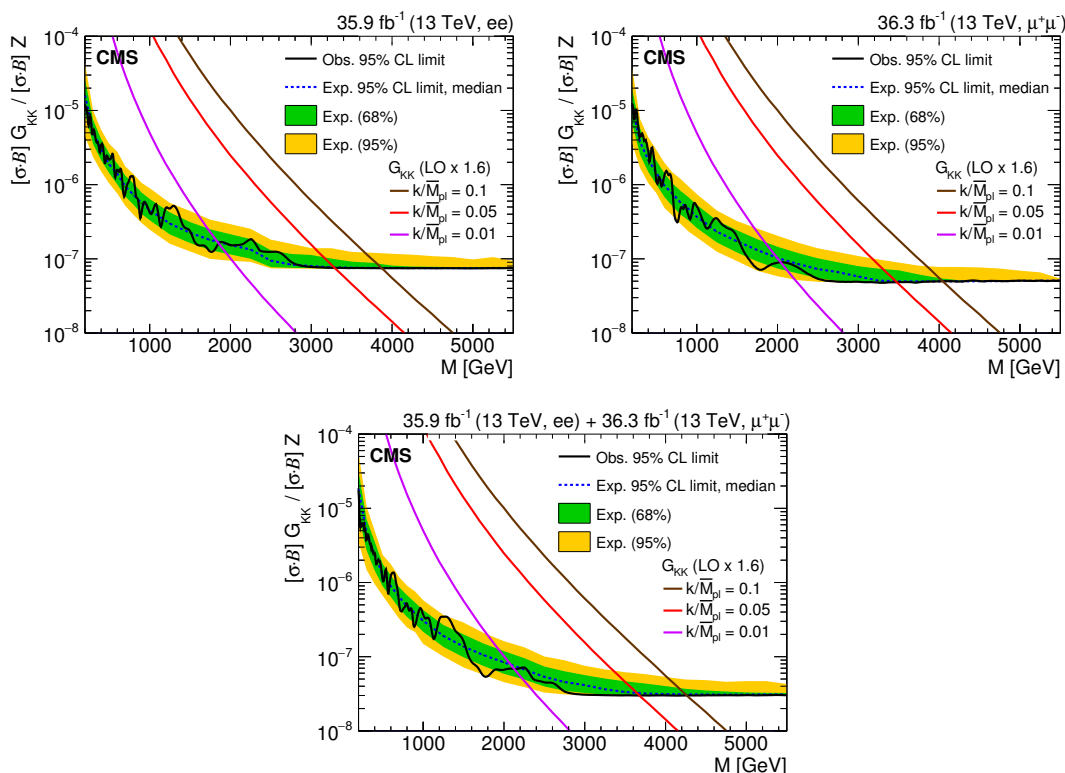 35.9 fb⁻¹ (13 TeV, ee)
[σ·B] G_KK / [σ·B] Z
10⁻⁴
10⁻⁵
10⁻⁶
10⁻⁷
10⁻⁸
CMS
Obs. 95% CL limit
Exp. 95% CL limit, median
Exp. (68%)
Exp. (95%)
G_KK (LO x 1.6)
k/M̅_pl = 0.1
k/M̅_pl = 0.05
k/M̅_pl = 0.01
1000 2000 3000 4000 5000
M [GeV]
36.3 fb⁻¹ (13 TeV, μ⁺μ⁻)
[σ·B] G_KK / [σ·B] Z
10⁻⁴
10⁻⁵
10⁻⁶
10⁻⁷
10⁻⁸
CMS
Obs. 95% CL limit
Exp. 95% CL limit, median
Exp. (68%)
Exp. (95%)
G_KK (LO x 1.6)
k/M̅_pl = 0.1
k/M̅_pl = 0.05
k/M̅_pl = 0.01
1000 2000 3000 4000 5000
M [GeV]
35.9 fb⁻¹ (13 TeV, ee) + 36.3 fb⁻¹ (13 TeV, μ⁺μ⁻)
[σ·B] G_KK / [σ·B] Z
10⁻⁴
10⁻⁵
10⁻⁶
10⁻⁷
10⁻⁸
CMS
Obs. 95% CL limit
Exp. 95% CL limit, median
Exp. (68%)
Exp. (95%)
G_KK (LO x 1.6)
k/M̅_pl = 0.1
k/M̅_pl = 0.05
k/M̅_pl = 0.01
1000 2000 3000 4000 5000
M [GeV]